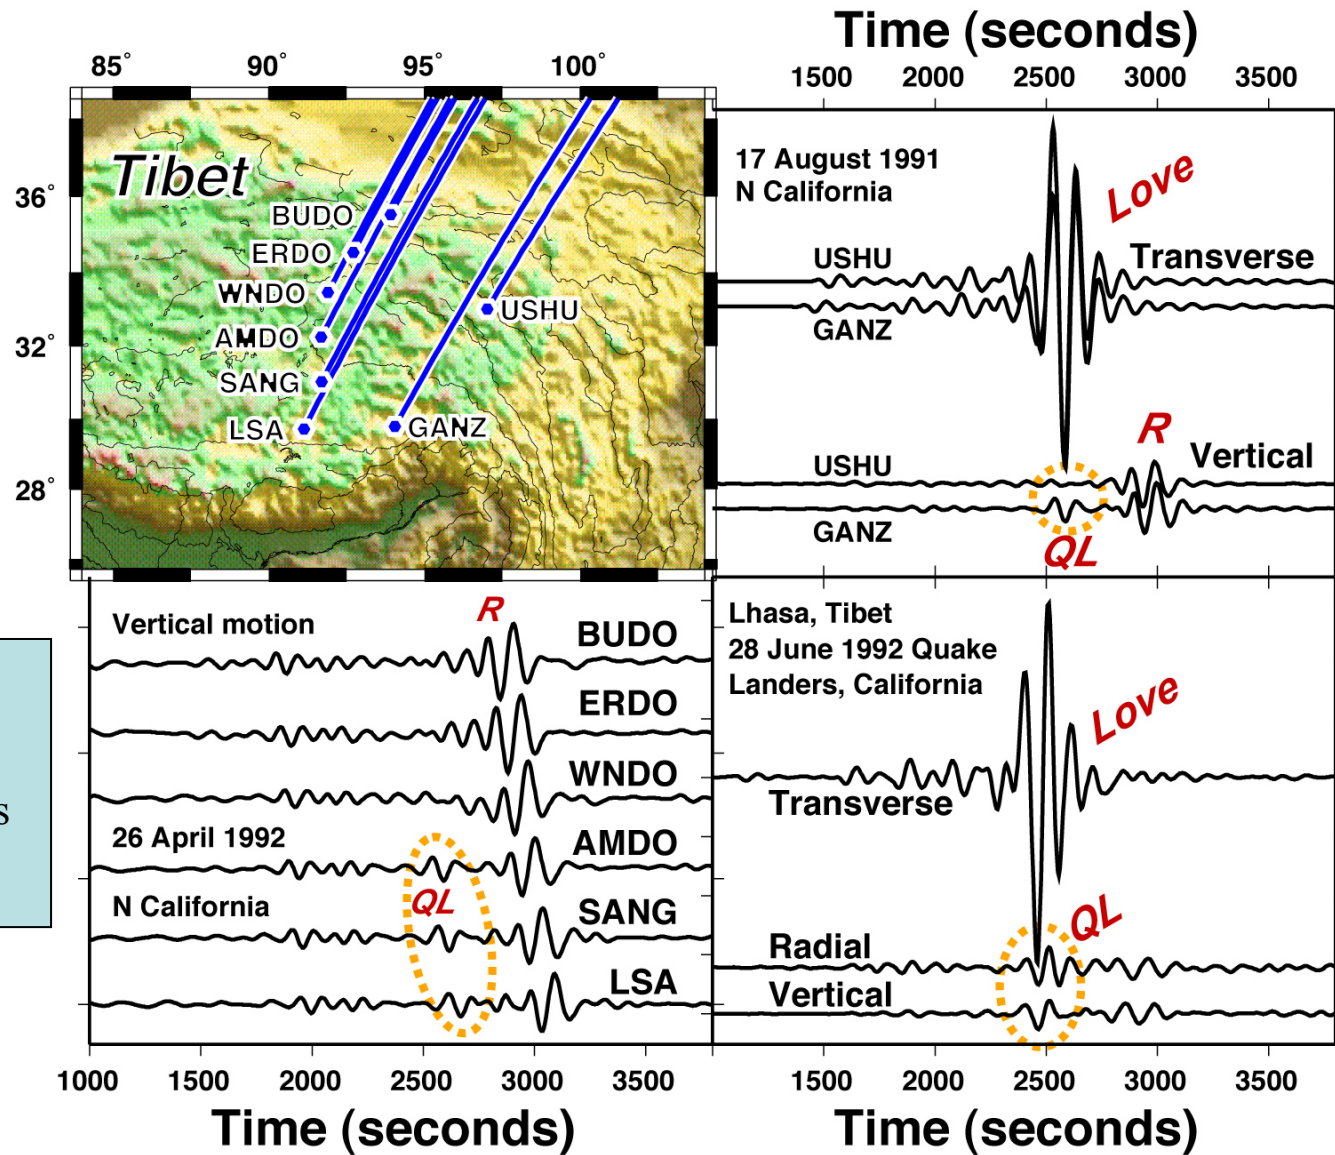 Time (seconds)
1500 2000 2500 3000 3500
85° 90° 95° 100°
36°
32°
28°
Tibet
BUDO
ERDO
WNDO
AMDO
SANG
LSA
USHU
GANZ
17 August 1991
N California
Love
USHU
Transverse
GANZ
R
USHU
Vertical
GANZ
QL
Vertical motion
R
BUDO
ERDO
WNDO
26 April 1992
AMDO
QL
N California
SANG
LSA
1000 1500 2000 2500 3000 3500
Time (seconds)
Lhasa, Tibet
28 June 1992 Quake
Landers, California
Love
Transverse
QL
Radial
Vertical
1500 2000 2500 3000 3500
Time (seconds)
s